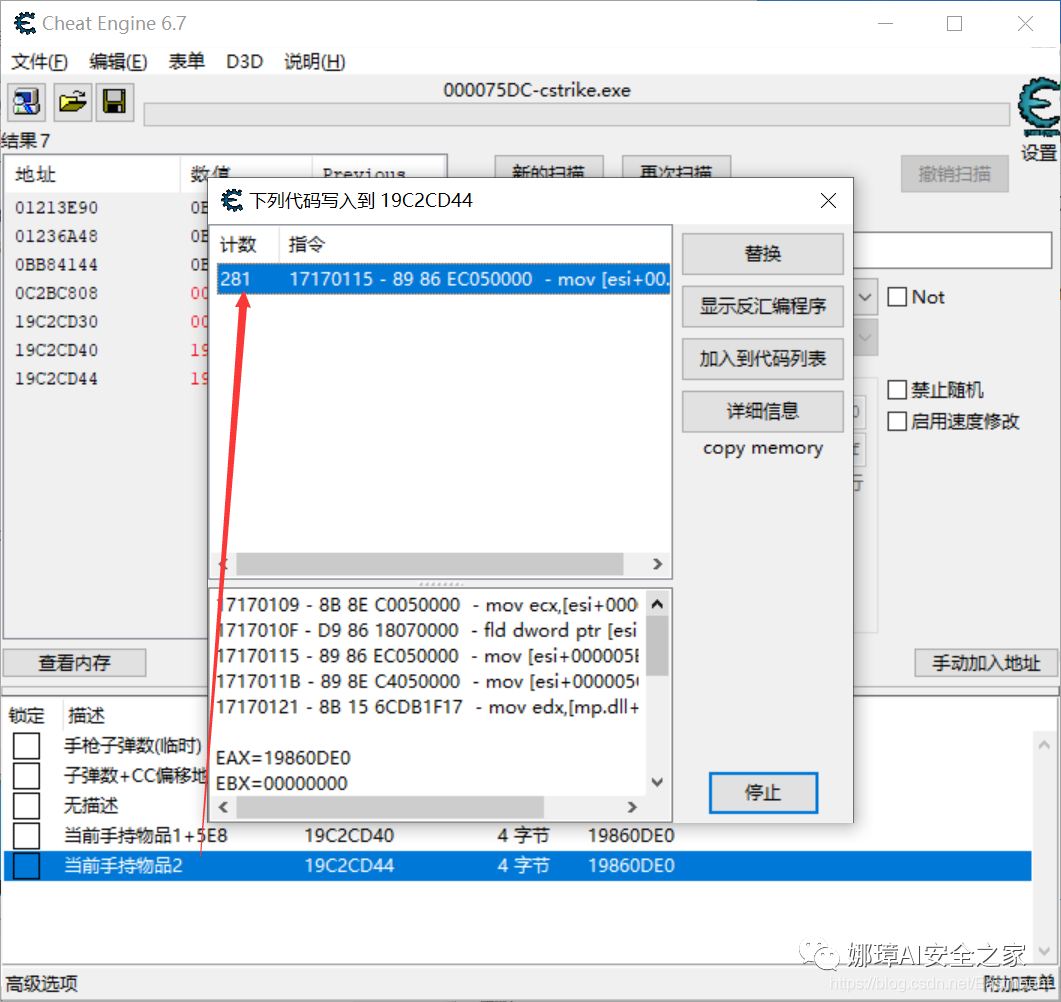 Cheat Engine 6.7
文件(F) 编辑(E) 表单 D3D 说明(H)
000075DC-cstrike.exe
设置
结果 7
地址 数值 Previous
新的扫描 再次扫描 撤销扫描
01213E90 0B
01236A48 0B
0BB84144 0B
0C2BC808 00
19C2CD30 00
19C2CD40 19
19C2CD44 19
下列代码写入到 19C2CD44
计数 指令
281 17170115 - 89 86 EC050000 - mov [esi+00.
替换
显示反汇编程序
加入到代码列表
详细信息
copy memory
Not
禁止随机
启用速度修改
行
17170109 - 8B 8E C0050000 - mov ecx,[esi+000
1717010F - D9 86 18070000 - fld dword ptr [esi
17170115 - 89 86 EC050000 - mov [esi+000005E
1717011B - 89 8E C4050000 - mov [esi+000005
17170121 - 8B 15 6CDB1F17 - mov edx,[mp.dll+
EAX=19860DE0
EBX=00000000
停止
查看内存 手动加入地址
锁定 描述
手枪子弹数(临时)
子弹数+CC偏移地
无描述
当前手持物品1+5E8 19C2CD40 4 字节 19860DE0
当前手持物品2 19C2CD44 4 字节 19860DE0
娜璋AI安全之家
高级选项 附加表单